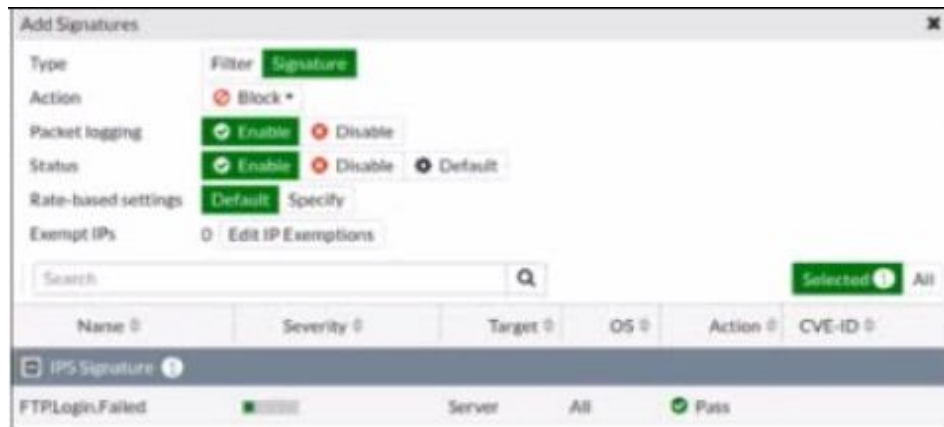 Add Signatures
Type Filter Signature
Action Block
Packet logging Enable Disable
Status Enable Disable Default
Rate-based settings Default Specify
Exempt IPs 0 Edit IP Exemptions
Search Selected 1 All
Name Severity Target OS Action CVE-ID
IPS Signature 1
FTP.Login.Failed Server All Pass